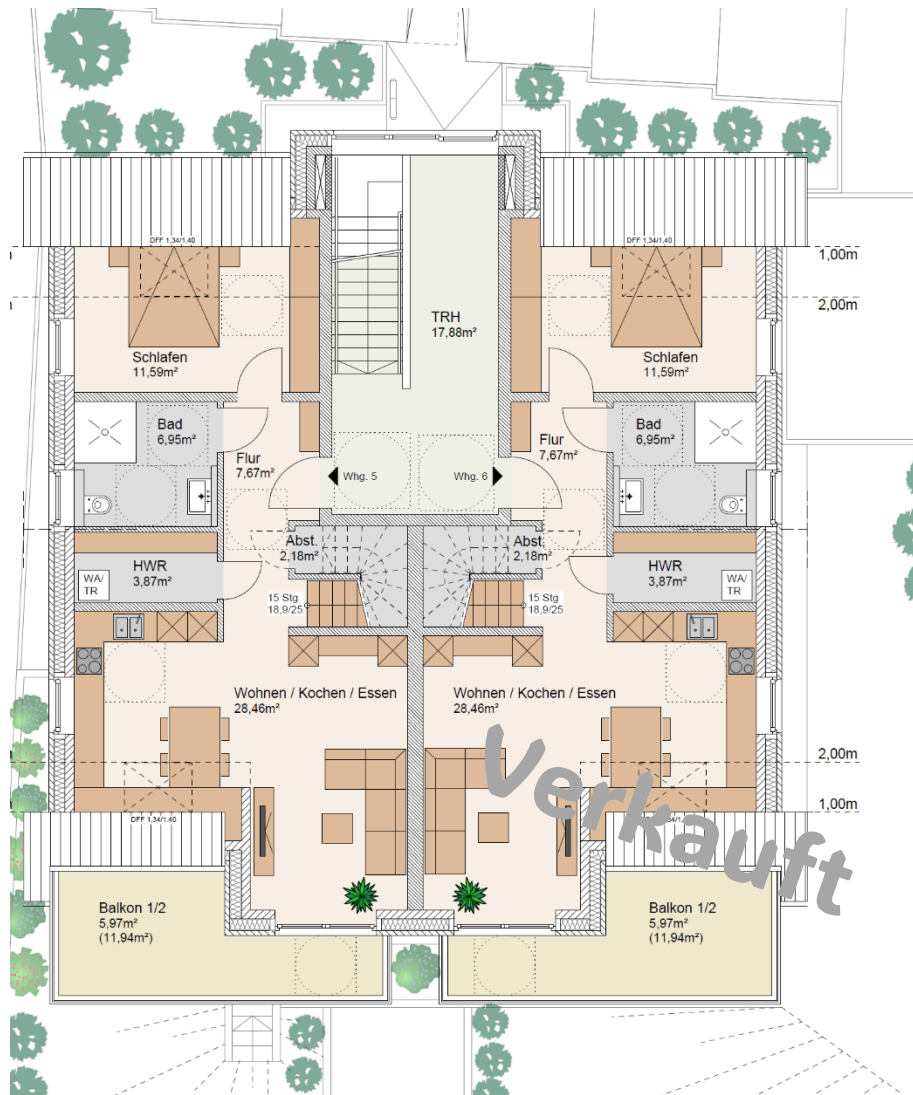 DFF 1,34/1.40
DFF 1,34/1.40
1,00m
2,00m
TRH
17,88m²
Schlafen
11,59m²
Schlafen
11,59m²
Bad
6,95m²
Flur
7,67m²
Flur
7,67m²
Bad
6,95m²
Whg. 5
Whg. 6
Abst.
2,18m²
Abst.
2,18m²
HWR
3,87m²
HWR
3,87m²
WA/
TR
WA/
TR
15 Stg
18,9/25
15 Stg
18,9/25
Wohnen / Kochen / Essen
28,46m²
Wohnen / Kochen / Essen
28,46m²
Verkauft
2,00m
1,00m
DFF 1,34/1.40
Balkon 1/2
5,97m²
(11,94m²)
Balkon 1/2
5,97m²
(11,94m²)